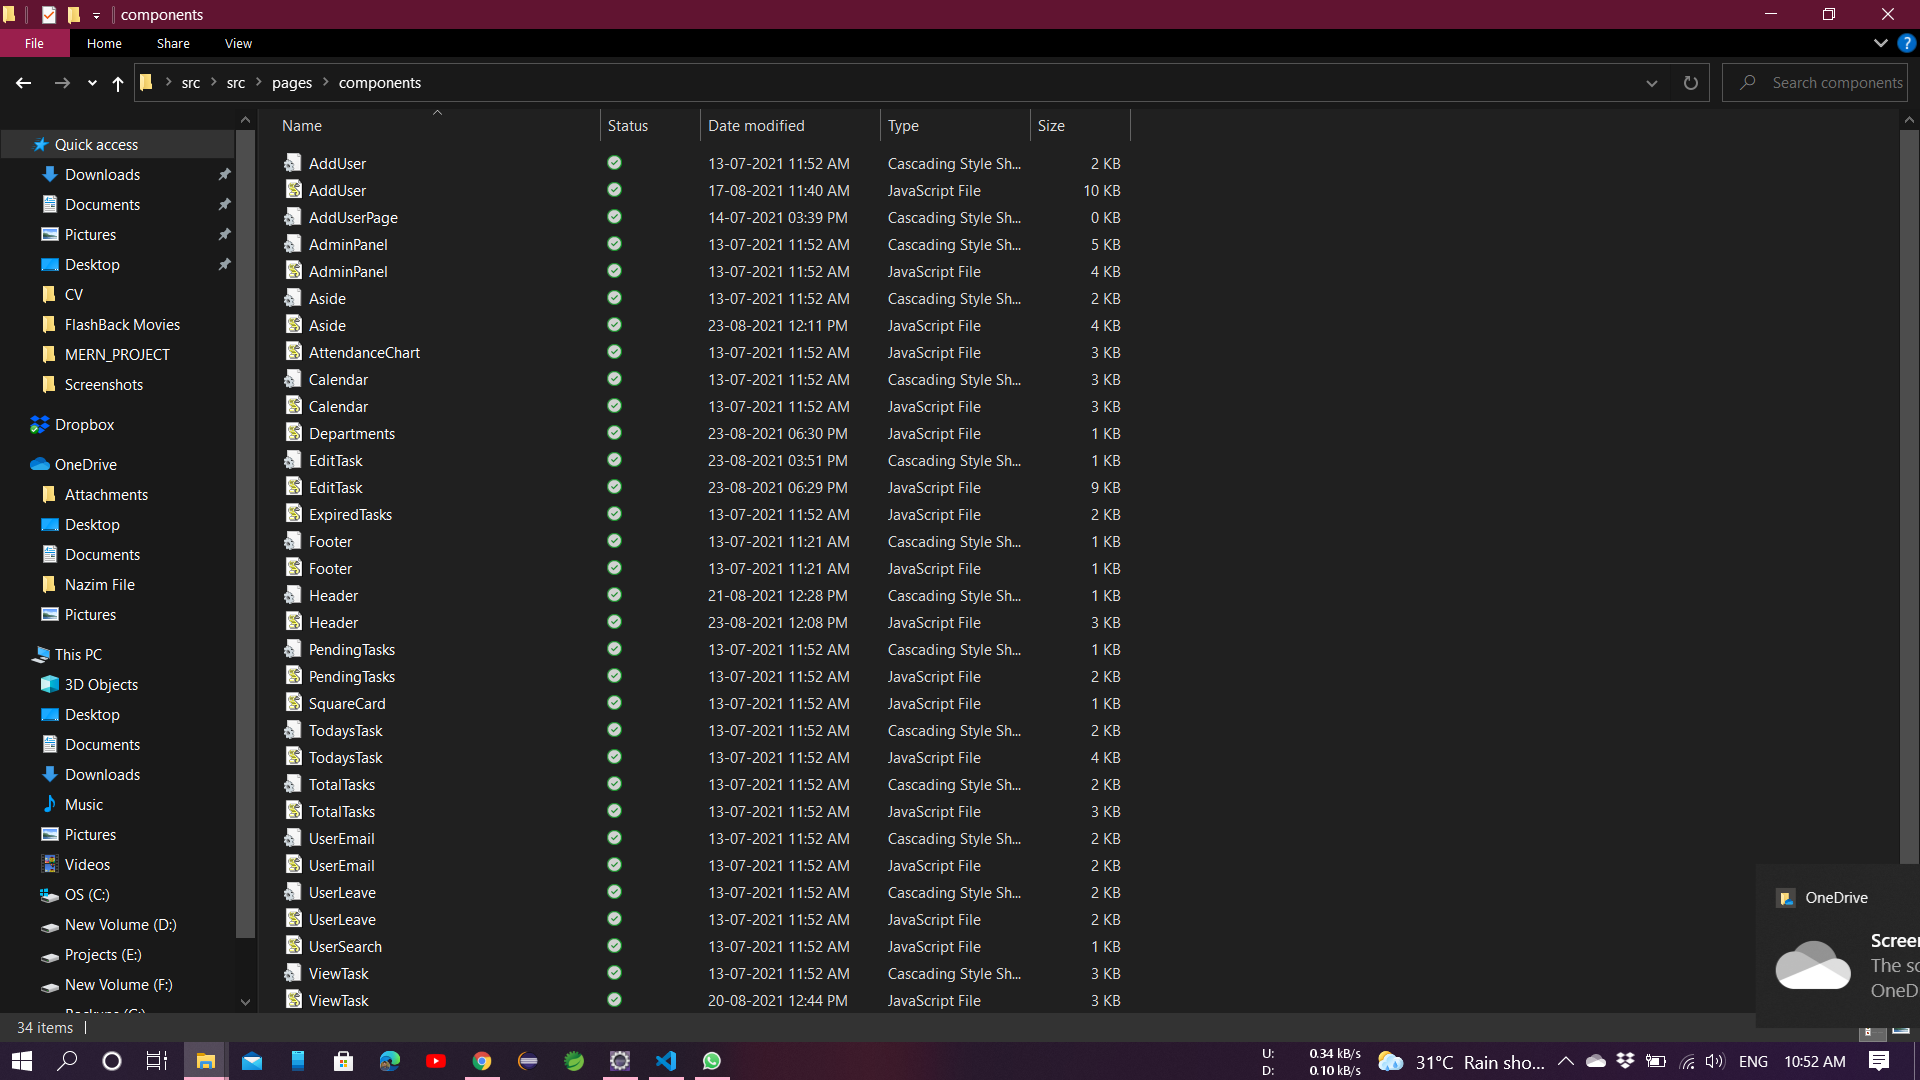 components
File Home Share View
src src pages components Search components
Name Status Date modified Type Size
Quick access
Downloads
Documents
Pictures
Desktop
CV
FlashBack Movies
MERN_PROJECT
Screenshots
Dropbox
OneDrive
Attachments
Desktop
Documents
Nazim File
Pictures
This PC
3D Objects
Desktop
Documents
Downloads
Music
Pictures
Videos
OS (C:)
New Volume (D:)
Projects (E:)
New Volume (F:)
AddUser 13-07-2021 11:52 AM Cascading Style Sh... 2 KB
AddUser 17-08-2021 11:40 AM JavaScript File 10 KB
AddUserPage 14-07-2021 03:39 PM Cascading Style Sh... 0 KB
AdminPanel 13-07-2021 11:52 AM Cascading Style Sh... 5 KB
AdminPanel 13-07-2021 11:52 AM JavaScript File 4 KB
Aside 13-07-2021 11:52 AM Cascading Style Sh... 2 KB
Aside 23-08-2021 12:11 PM JavaScript File 4 KB
AttendanceChart 13-07-2021 11:52 AM JavaScript File 3 KB
Calendar 13-07-2021 11:52 AM Cascading Style Sh... 3 KB
Calendar 13-07-2021 11:52 AM JavaScript File 3 KB
Departments 23-08-2021 06:30 PM JavaScript File 1 KB
EditTask 23-08-2021 03:51 PM Cascading Style Sh... 1 KB
EditTask 23-08-2021 06:29 PM JavaScript File 9 KB
ExpiredTasks 13-07-2021 11:52 AM JavaScript File 2 KB
Footer 13-07-2021 11:21 AM Cascading Style Sh... 1 KB
Footer 13-07-2021 11:21 AM JavaScript File 1 KB
Header 21-08-2021 12:28 PM Cascading Style Sh... 1 KB
Header 23-08-2021 12:08 PM JavaScript File 3 KB
PendingTasks 13-07-2021 11:52 AM Cascading Style Sh... 1 KB
PendingTasks 13-07-2021 11:52 AM JavaScript File 2 KB
SquareCard 13-07-2021 11:52 AM JavaScript File 1 KB
TodaysTask 13-07-2021 11:52 AM Cascading Style Sh... 2 KB
TodaysTask 13-07-2021 11:52 AM JavaScript File 4 KB
TotalTasks 13-07-2021 11:52 AM Cascading Style Sh... 2 KB
TotalTasks 13-07-2021 11:52 AM JavaScript File 3 KB
UserEmail 13-07-2021 11:52 AM Cascading Style Sh... 2 KB
UserEmail 13-07-2021 11:52 AM JavaScript File 2 KB
UserLeave 13-07-2021 11:52 AM Cascading Style Sh... 2 KB
UserLeave 13-07-2021 11:52 AM JavaScript File 2 KB
UserSearch 13-07-2021 11:52 AM JavaScript File 1 KB
ViewTask 13-07-2021 11:52 AM Cascading Style Sh... 3 KB
ViewTask 20-08-2021 12:44 PM JavaScript File 3 KB
OneDrive
Screen
The sc
OneD
34 items
U: 0.34 kB/s
D: 0.10 kB/s
31°C Rain sho... ENG 10:52 AM